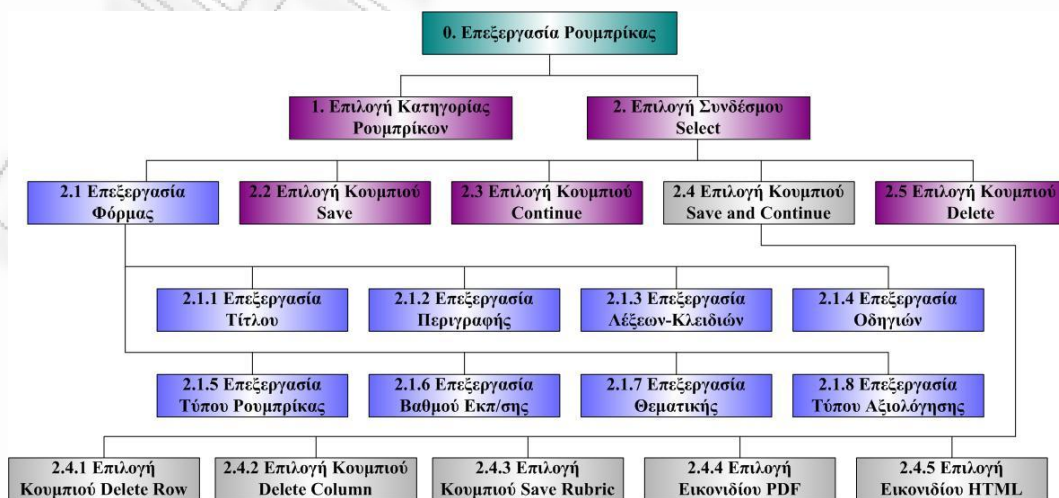 0. Επεξεργασία Ρουμπρίκας
1. Επιλογή Κατηγορίας
Ρουμπρίκων
2. Επιλογή Συνδέσμου
Select
2.1 Επεξεργασία
Φόρμας
2.2 Επιλογή Κουμπιού
Save
2.3 Επιλογή Κουμπιού
Continue
2.4 Επιλογή Κουμπιού
Save and Continue
2.5 Επιλογή Κουμπιού
Delete
2.1.1 Επεξεργασία
Τίτλου
2.1.2 Επεξεργασία
Περιγραφής
2.1.3 Επεξεργασία
Λέξεων-Κλειδιών
2.1.4 Επεξεργασία
Οδηγιών
2.1.5 Επεξεργασία
Τύπου Ρουμπρίκας
2.1.6 Επεξεργασία
Βαθμού Εκπ/σης
2.1.7 Επεξεργασία
Θεματικής
2.1.8 Επεξεργασία
Τύπου Αξιολόγησης
2.4.1 Επιλογή
Κουμπιού Delete Row
2.4.2 Επιλογή Κουμπιού
Delete Column
2.4.3 Επιλογή
Κουμπιού Save Rubric
2.4.4 Επιλογή
Εικονιδίου PDF
2.4.5 Επιλογή
Εικονιδίου HTML